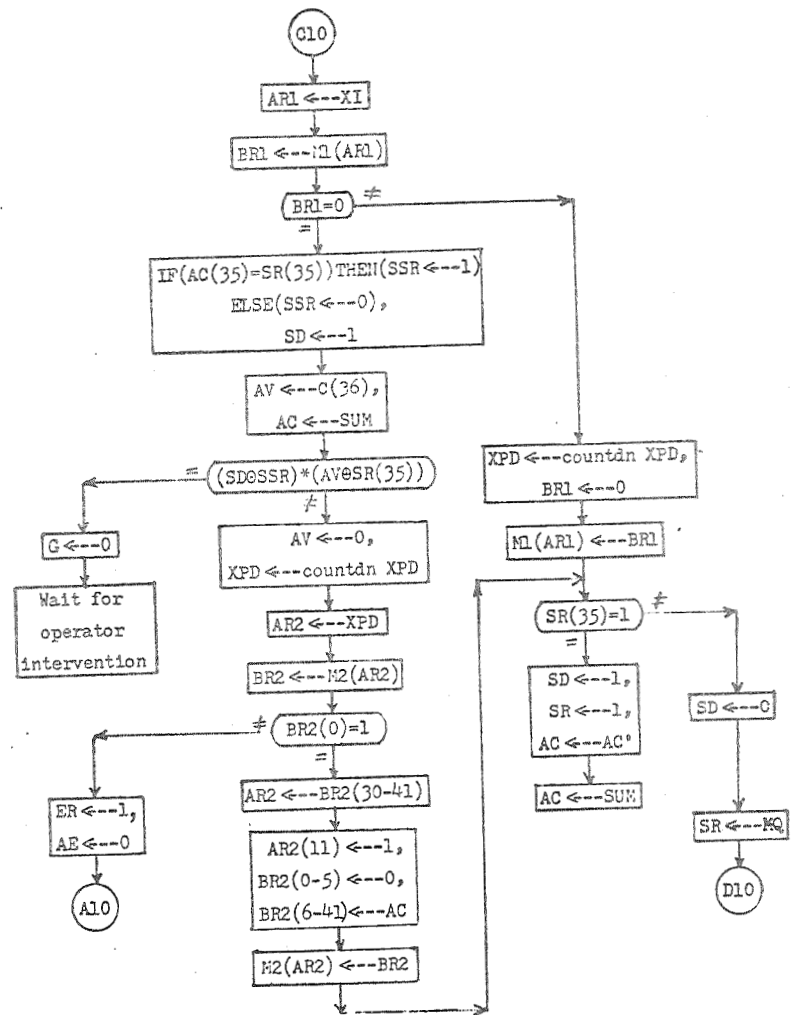 C10
AR1 <---XI
BR1 <---M1(AR1)
BR1=0
≠
=
IF(AC(35)=SR(35))THEN(SSR <---1)
ELSE(SSR <---0),
SD <---1
AV <---C(36),
AC <---SUM
=
(SD⊙SSR)*(AV⊖SR(35))
≠
G <---0
Wait for
operator
intervention
AV <---0,
XPD <---countdn XPD
AR2 <---XPD
BR2 <---M2(AR2)
≠
BR2(0)=1
=
ER <---1,
AE <---0
A10
AR2 <---BR2(30-41)
AR2(11) <---1,
BR2(0-5) <---0,
BR2(6-41)<---AC
M2(AR2) <---BR2
XPD <---countdn XPD,
BR1 <---0
M1(AR1) <---BR1
SR(35)=1
≠
=
SD <---1,
SR <---1,
AC <---AC'
AC <---SUM
SD <---0
SR <---MQ
D10